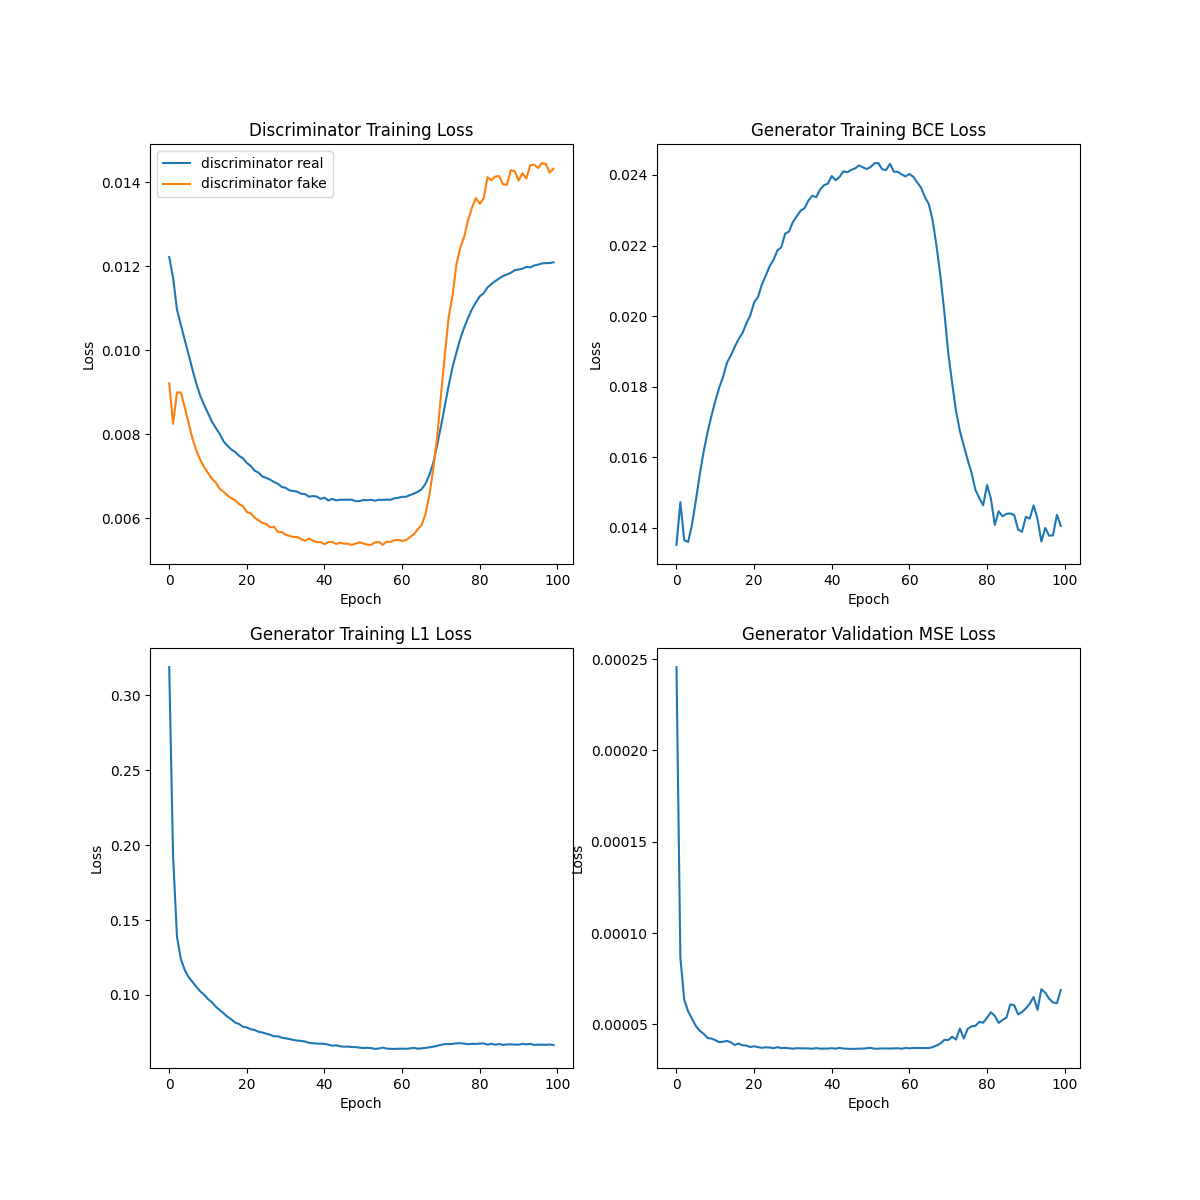 Discriminator Training Loss
discriminator real
discriminator fake
0.014
0.012
0.010
0.008
0.006
Loss
0 20 40 60 80 100
Epoch
Generator Training BCE Loss
0.024
0.022
0.020
0.018
0.016
0.014
Loss
0 20 40 60 80 100
Epoch
Generator Training L1 Loss
0.30
0.25
0.20
0.15
0.10
Loss
0 20 40 60 80 100
Epoch
Generator Validation MSE Loss
0.00025
0.00020
0.00015
0.00010
0.00005
Loss
0 20 40 60 80 100
Epoch